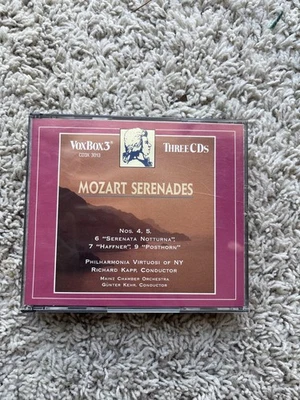 VOXBOX3®
THREE CDs
CD3X 3013
MOZART SERENADES
NOS. 4, 5,
6 "SERENATA NOTTURNA",
7 "HAFFNER", 9 "POSTHORN"
PHILHARMONIA VIRTUOSI OF NY
RICHARD KAPP, CONDUCTOR
MAINZ CHAMBER ORCHESTRA
GÜNTER KEHR, CONDUCTOR